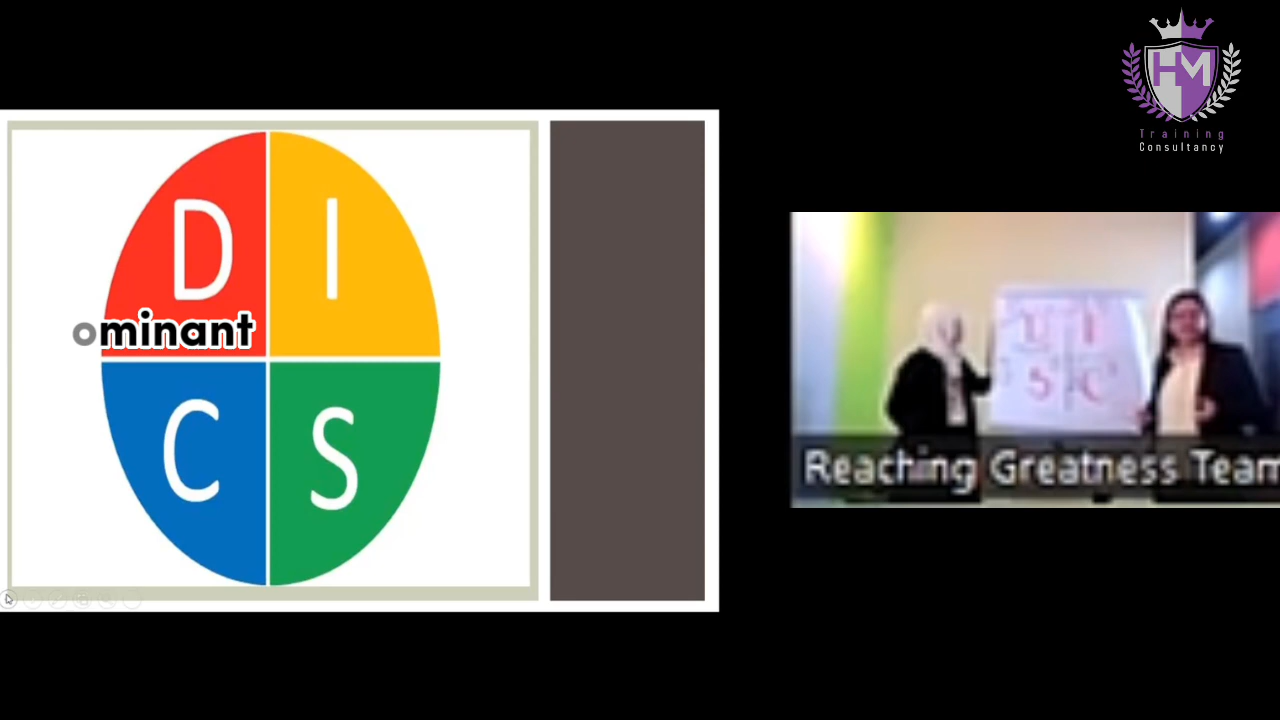 D I
ominant
C S
HM
Training
Consultancy
D I
S C
Reaching Greatness Team